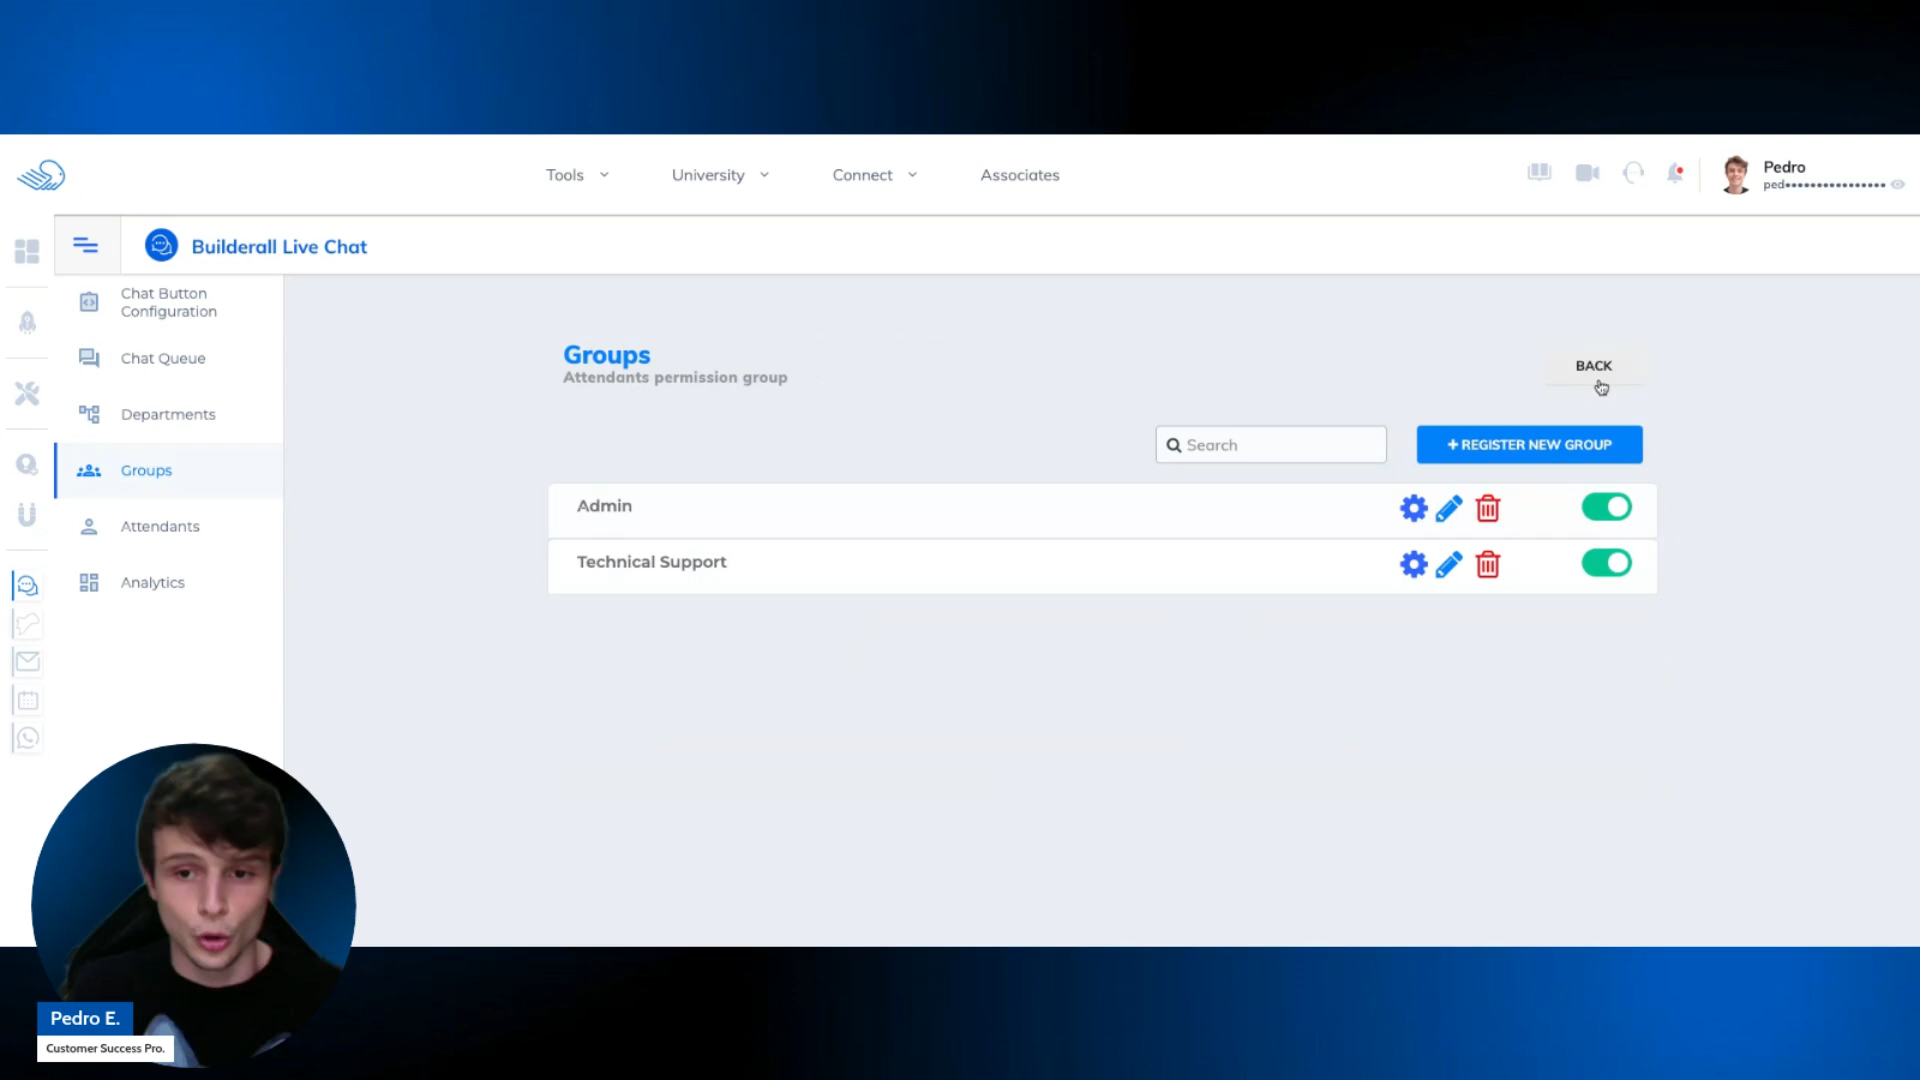 Tools
University
Connect
Associates
Pedro
ped••••••••••••••••
Builderall Live Chat
Chat Button
Configuration
Chat Queue
Departments
Groups
Attendants
Analytics
Groups
Attendants permission group
BACK
Search
+ REGISTER NEW GROUP
Admin
Technical Support
Pedro E.
Customer Success Pro.